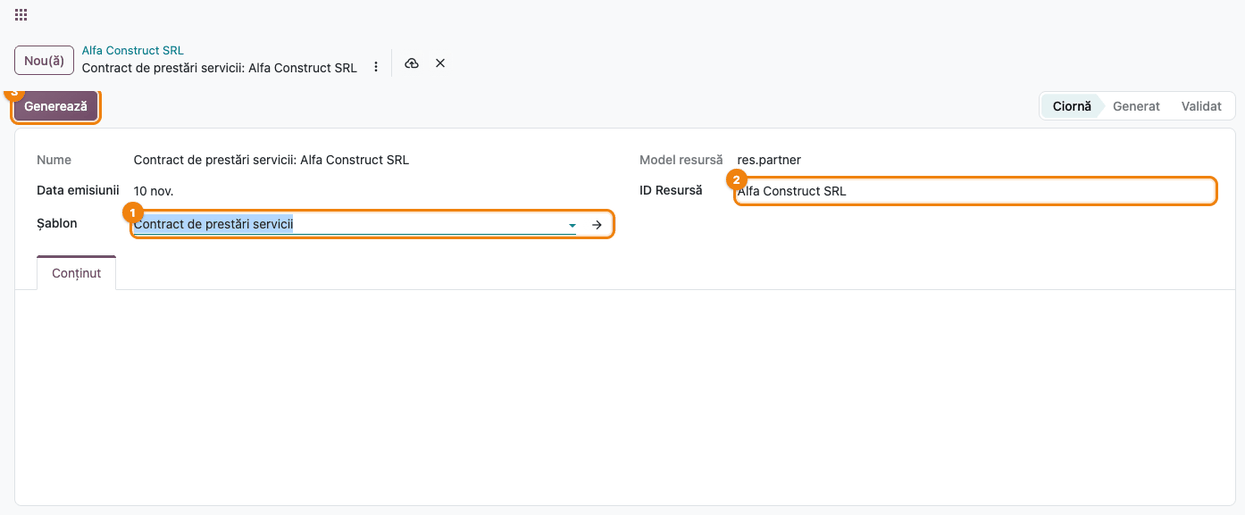 Nou(ă)
Alfa Construct SRL
Contract de prestări servicii: Alfa Construct SRL
3
Generează
Ciornă Generat Validat
Nume Contract de prestări servicii: Alfa Construct SRL
Model resursă res.partner
Data emisiunii 10 nov.
2
ID Resursă Alfa Construct SRL
1
Șablon Contract de prestări servicii
Conținut